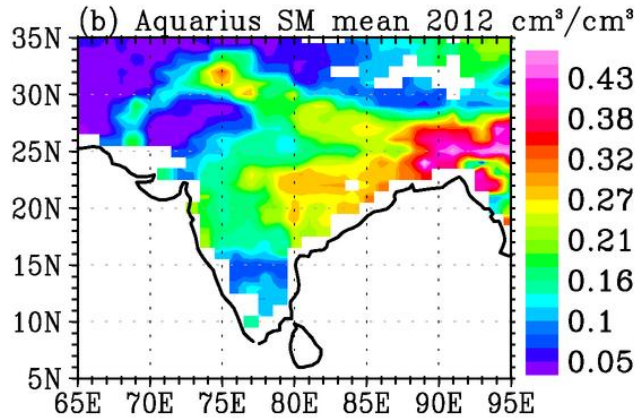 (b) Aquarius SM mean 2012 cm³/cm³
35N
30N
25N
20N
15N
10N
5N
65E 70E 75E 80E 85E 90E 95E
0.43
0.38
0.32
0.27
0.21
0.16
0.1
0.05